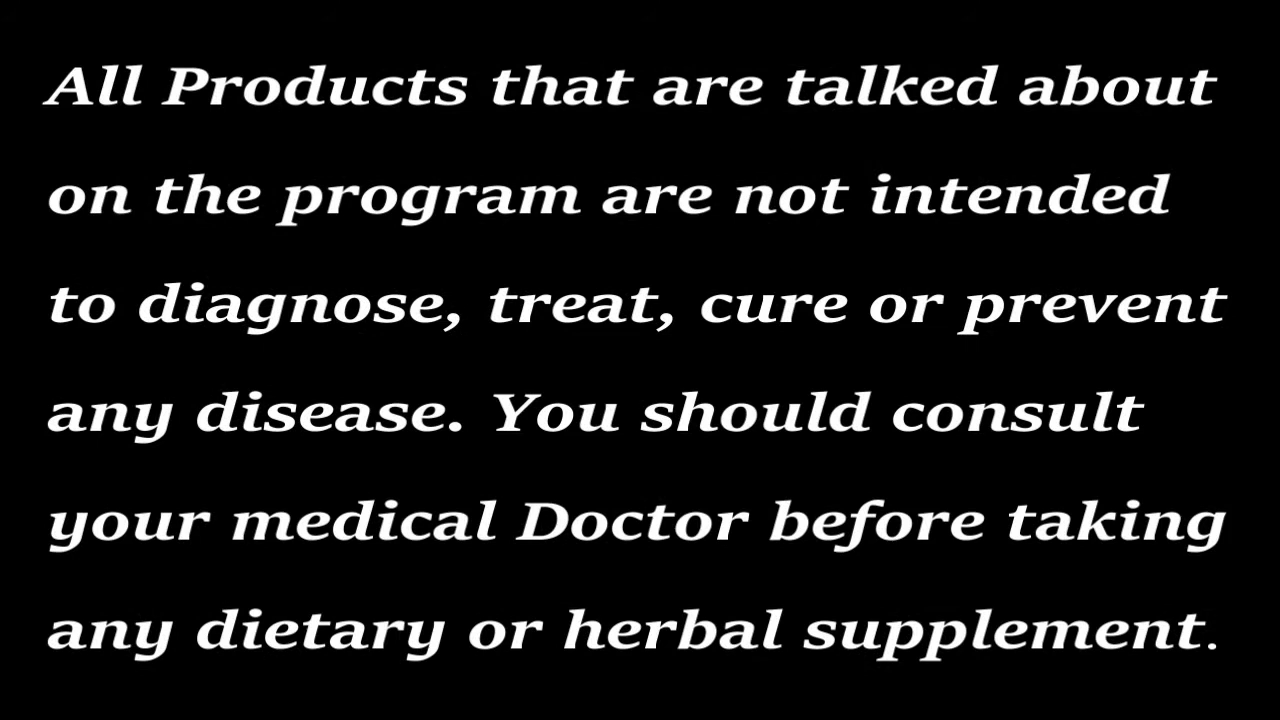 All Products that are talked about
on the program are not intended
to diagnose, treat, cure or prevent
any disease. You should consult
your medical Doctor before taking
any dietary or herbal supplement.